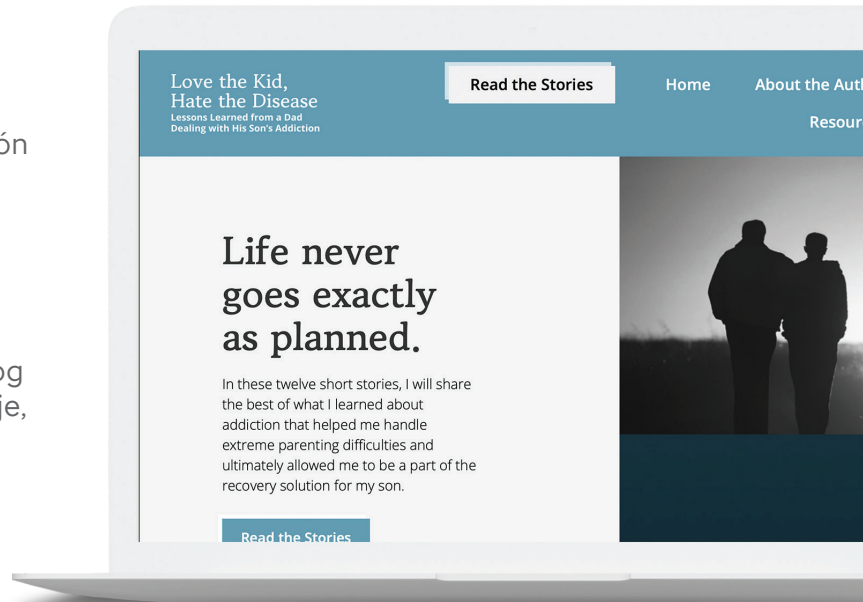 ón
og
je,
Love the Kid,
Hate the Disease
Lessons Learned from a Dad
Dealing with His Son's Addiction
Read the Stories
Home
About the
Life never
goes exactly
as planned.
In these twelve short stories, I will share
the best of what I learned about
addiction that helped me handle
extreme parenting difficulties and
ultimately allowed me to be a part of the
recovery solution for my son.
Read the Stories